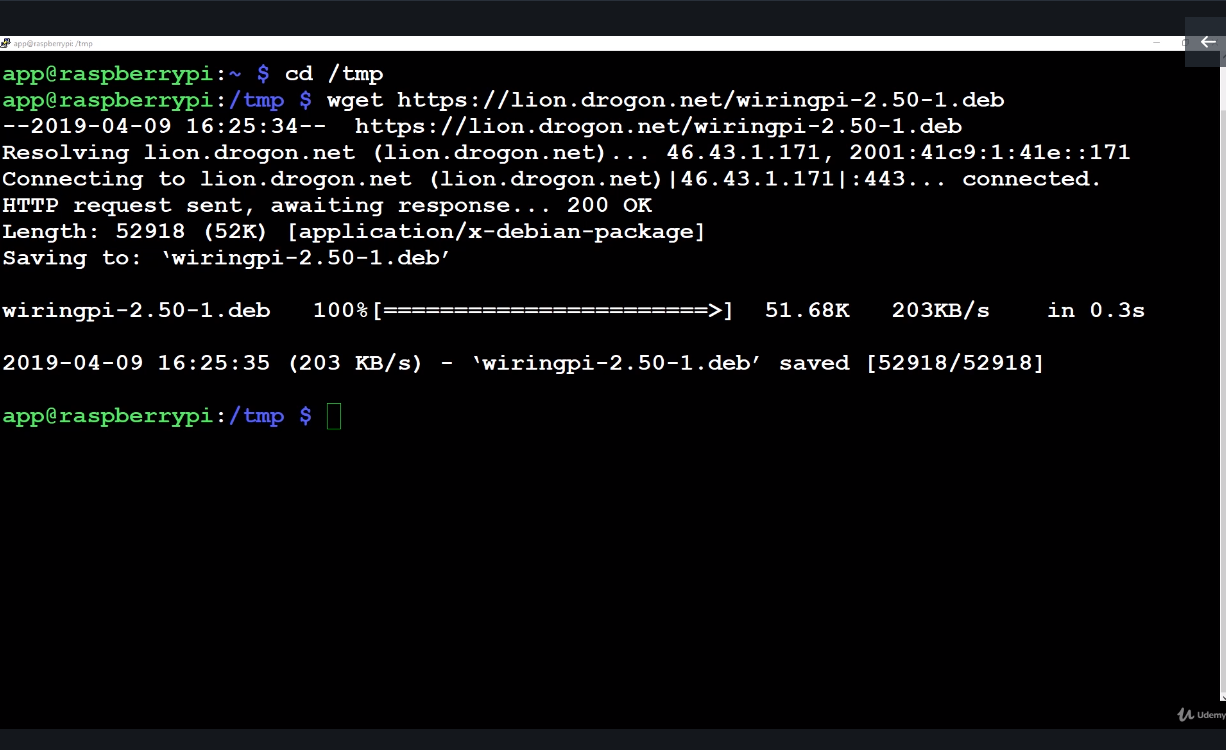 app@raspberrypi: /tmp
app@raspberrypi:~ $ cd /tmp
app@raspberrypi:/tmp $ wget https://lion.drogon.net/wiringpi-2.50-1.deb
--2019-04-09 16:25:34--  https://lion.drogon.net/wiringpi-2.50-1.deb
Resolving lion.drogon.net (lion.drogon.net)... 46.43.1.171, 2001:41c9:1:41e::171
Connecting to lion.drogon.net (lion.drogon.net)|46.43.1.171|:443... connected.
HTTP request sent, awaiting response... 200 OK
Length: 52918 (52K) [application/x-debian-package]
Saving to: ‘wiringpi-2.50-1.deb’
wiringpi-2.50-1.deb   100%[=======================>]  51.68K   203KB/s    in 0.3s
2019-04-09 16:25:35 (203 KB/s) - ‘wiringpi-2.50-1.deb’ saved [52918/52918]
app@raspberrypi:/tmp $
Udemy